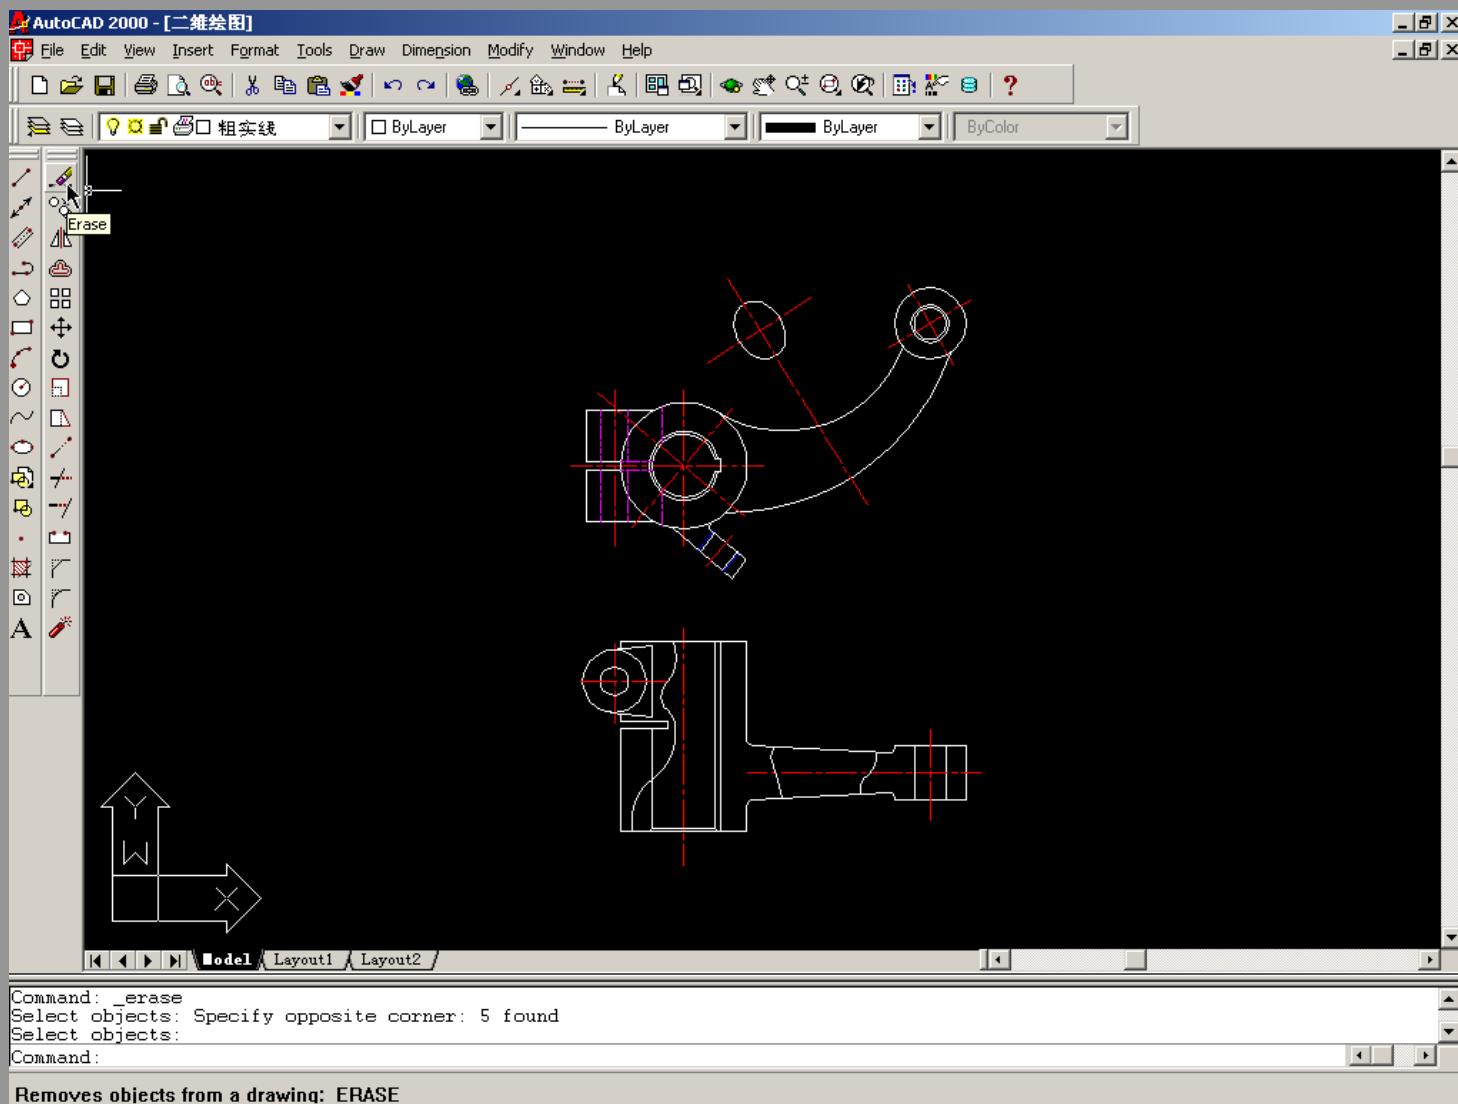 AutoCAD 2000 - [二维绘图]
File Edit View Insert Format Tools Draw Dimension Modify Window Help
粗实线 ByLayer ByLayer ByLayer ByColor
Erase
Y
W
X
Model Layout1 Layout2
Command: _erase
Select objects: Specify opposite corner: 5 found
Select objects:
Command:
Removes objects from a drawing: ERASE